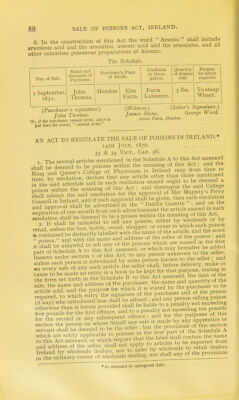 88 SALE OF POISONS ACT, IRELAND.
6. In the construction of this Act the word "Arsenic" shall include
arsenious acid and the arsenites, arsenic acid and the arseniates, and all
other colourless poisonous preparations of Arsenic.
The Schedule.
Day of Sale.
Name and Surname of Purchaser.
Purchaser's Place of Abode.
Condition or Occupation.
Quantity of Arsenic sold.
Purpose for which required.
1 September, 1851.
John Thomas.
Hendon
Elm Farm.
Farm Labourer.
5 lbs.
To steep Wheat.
(Purchaser's signature.) (Witness.) (Seller's Signature.)
John Thomas. James Stone, George Wood.
Or, if the purchaser cannot write, seller to Grove Farm, Hendon.
put here the words, "cannot write."
AN ACT TO REGULATE THE SALE OF POISONS IN IRELAND.*
14TH JULY, 1870.
33 & 34 VICT., CAP. 26.
1. The several articles mentioned in the Schedule A to this Act annexed
shall be deemed to be poisons within the meaning of this Act; and the
King and Queen's College of Physicians in Ireland may from time to
time, by resolution, declare that any article other than those mentioned
in the said schedule and in such resolution named ought to be deemed a
poison within the meaning of this Act; and thereupon the said College
shall submit the said resolution for the approval of Her Majesty's Privy
Council in Ireland, and if such approval shall be given, then such resolution
and approval shall be advertised in the "Dublin Gazette"; and on the
expiration of one month from such advertisement the article named in such
resolution shall be deemed to be a poison within the meaning of this Act.
2. It shall be unlawful to sell any poison, either by wholesale or by
retail, unless the box, bottle, vessel, wrapper, or cover in which such poison
is contained be distinctly labelled with the name of the article, and the word
"poison," and with the name and address of the seller of the poison; and
it shall be unlawful to sell any of the poisons which are named in the first
part of Schedule A to this Act annexed, or which may hereafter be added
thereto under section 1 of this Act, to any person unknown to the seller,
unless such person is introduced by some person known to the seller; and
on every sale of any such article the seller shall, before delivery, make or
cause to be made an entry in a book to be kept for that purpose, stating in
the form set forth in the Schedule B to this Act annexed, the date of the
sale, the name and address of the purchaser, the name and quantity of the
article sold, and the purpose for which it is stated by the purchaser to be
required, to which entry the signature of the purchaser and of the person
(if any) who introduced him shall be affixed; and any person selling poison
otherwise than is herein provided shall be liable to a penalty not exceeding
five pounds for the first offence, and to a penalty not exceeding ten pounds
for the second or any subsequent offence; and for the purposes of this
section the person on whose behalf any sale is made by any apprentice or
servant shall be deemed to be the seller; but the provisions of this section
which are solely applicable to poisons in the first part of the Schedule A
to this Act annexed, or which require that the label shall contain the name
and address of the seller, shall not apply to articles to be exported from
Ireland by wholesale dealers, nor to sales by wholesale to retail dealers
in the ordinary course of wholesale dealing, nor shall any of the provisions
*As amended by subsequent Acts.